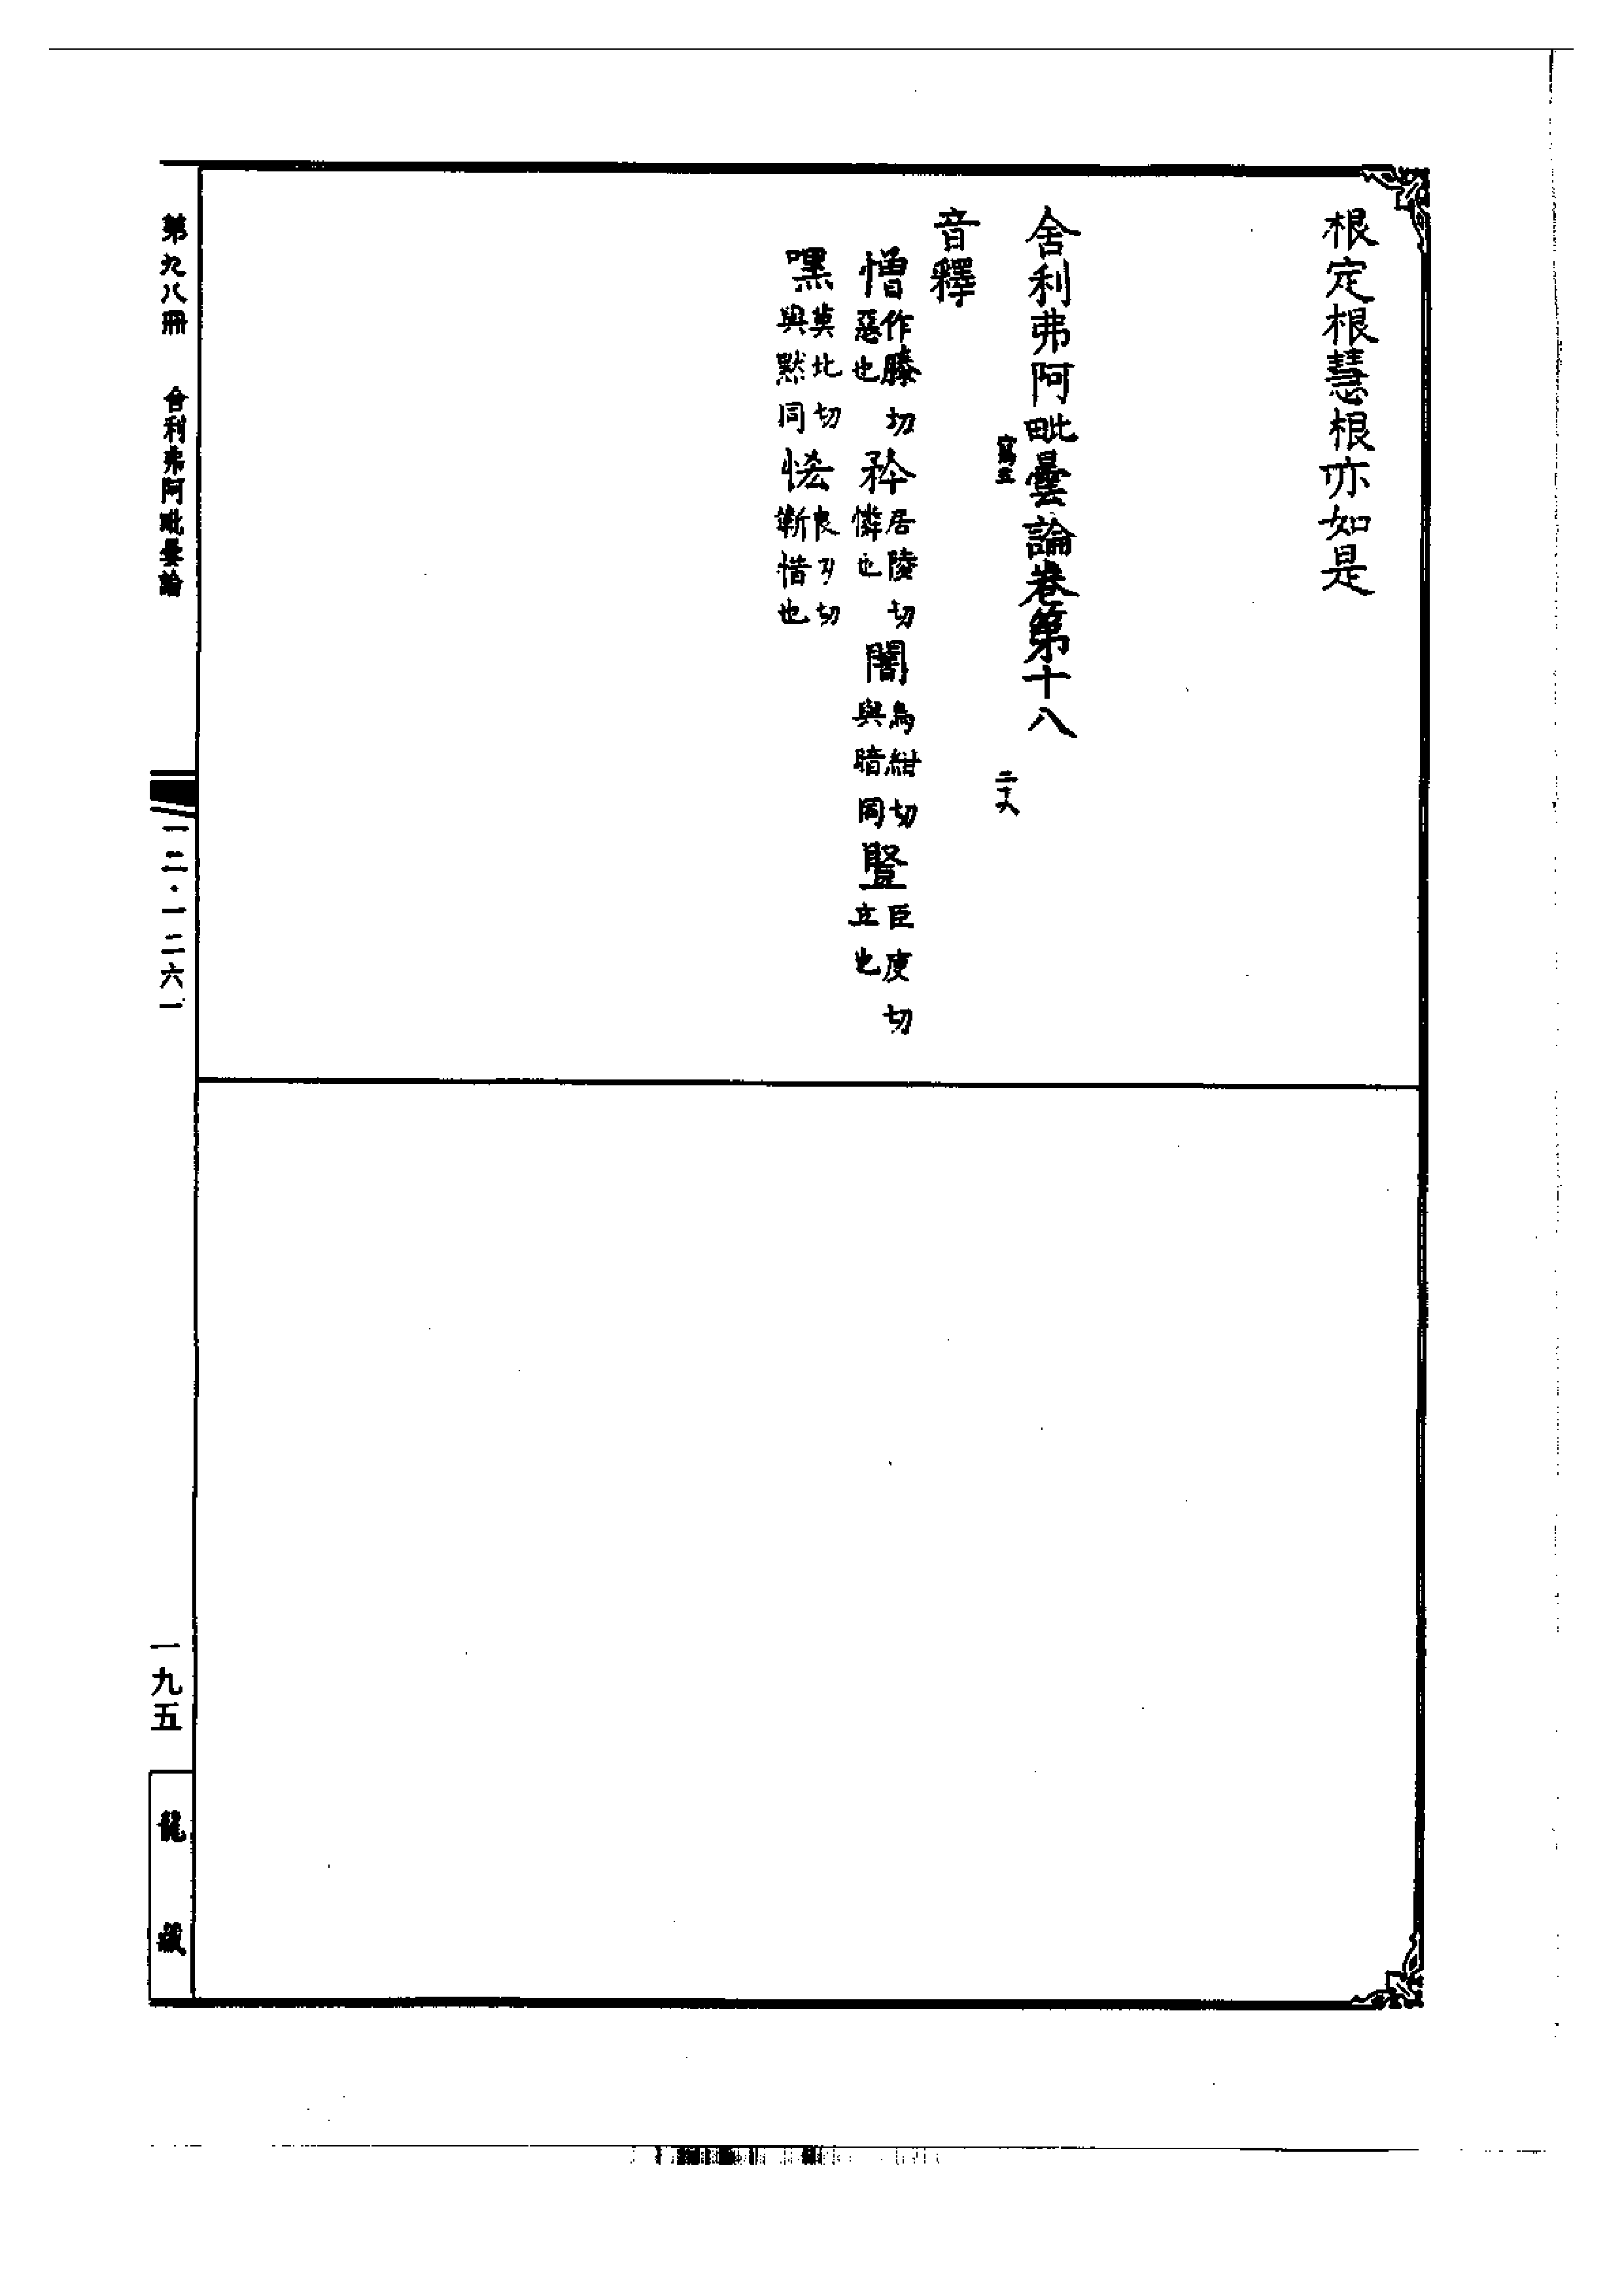 根定根慧根亦如是
舍利弗阿毗曇論卷第十八
二十八
音釋
憎作滕切惡也 矜居陵切憐也 闇烏紺切與暗同 豎臣庾切立也
嘿莫北切與默同 悋良刃切靳惜也
第九八冊 舍利弗阿毗曇論
一二·一二六一
一九五
龍藏